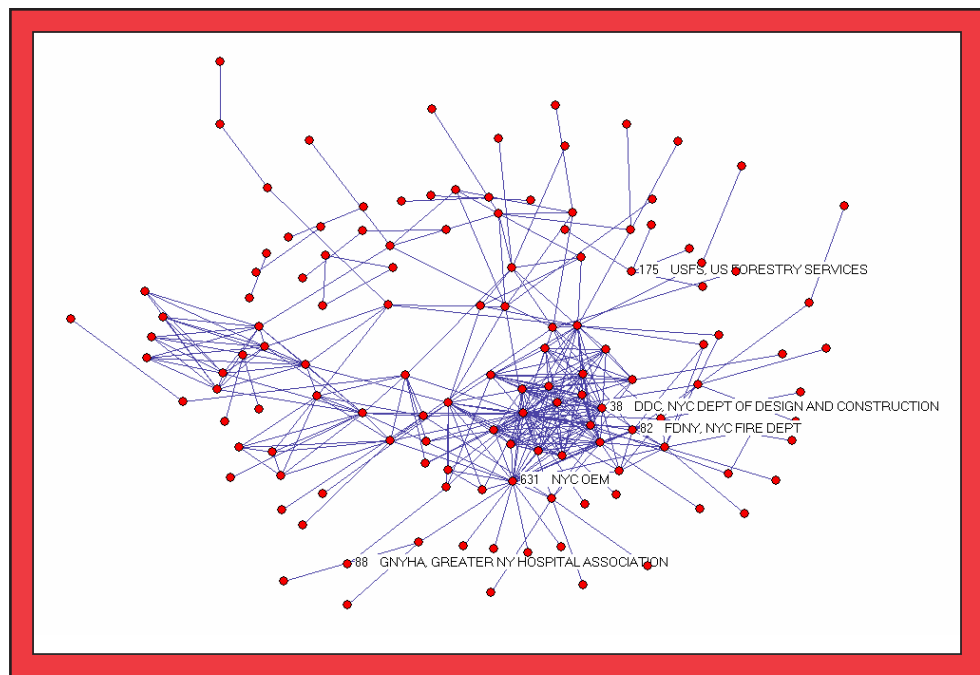 175 USFS, US FORESTRY SERVICES
38 DDC, NYC DEPT OF DESIGN AND CONSTRUCTION
82 FDNY, NYC FIRE DEPT
631 NYC OEM
88 GNYHA, GREATER NY HOSPITAL ASSOCIATION